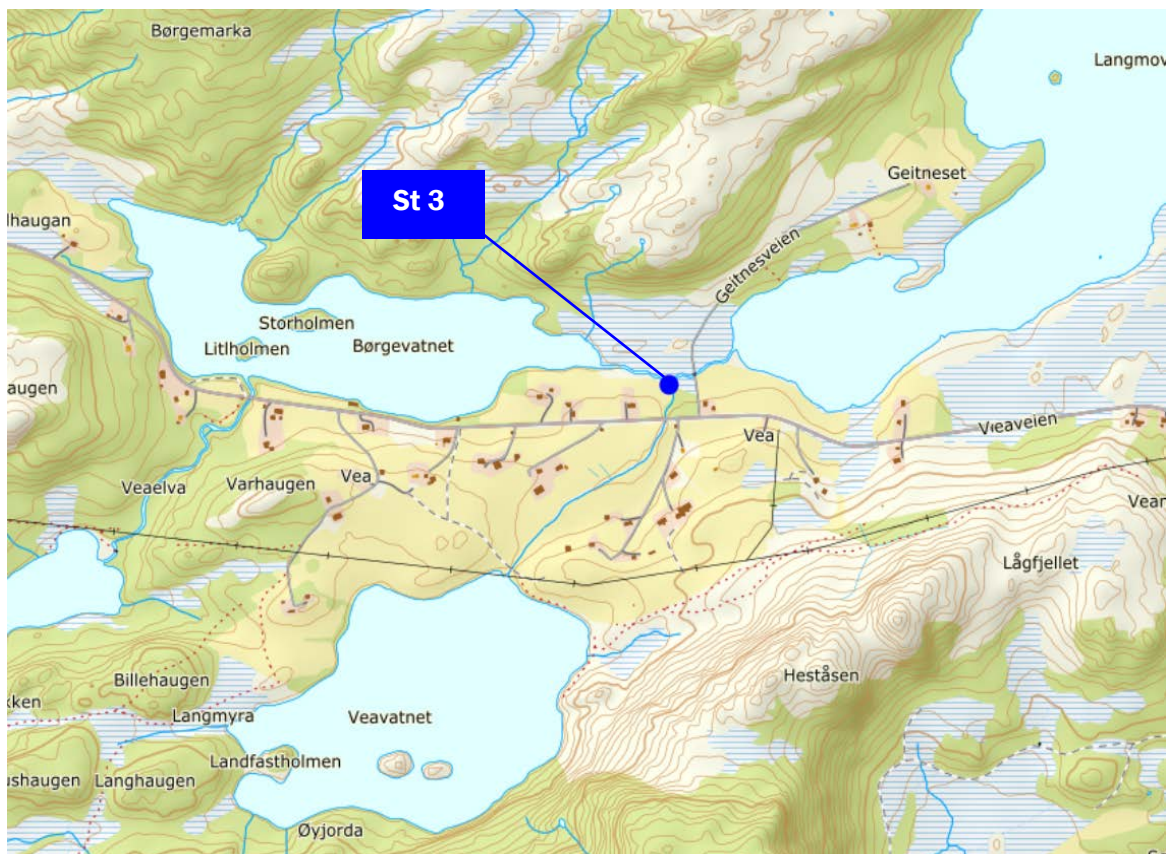 Børgemarka
Langmov
Geitneset
St 3
lhaugan
Geitnesveien
Storholmen
Litlholmen
Børgevatnet
augen
Veaveien
Vea
Vea
Varhaugen
Veaelva
Vear
Lågfjellet
Heståsen
Billehaugen
kken
Langmyra
Veavatnet
Landfastholmen
ushaugen
Langhaugen
Øyjorda